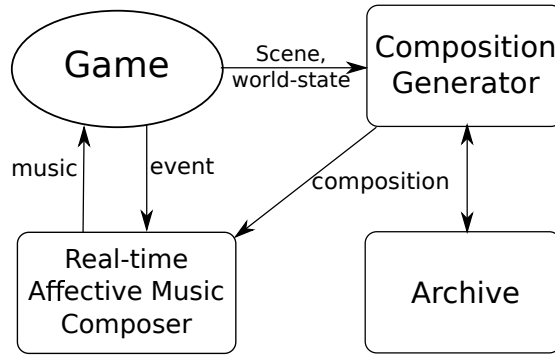 Game
Scene,
world-state
Composition
Generator
music
event
composition
Real-time
Affective Music
Composer
Archive